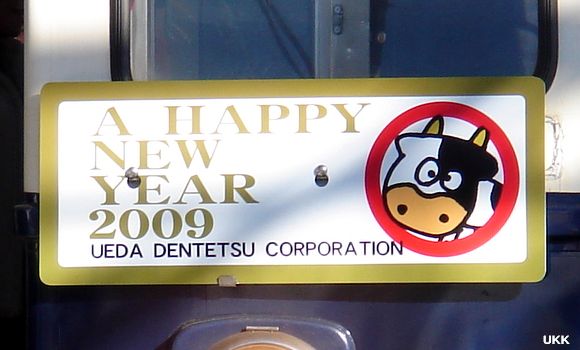 A HAPPY
NEW
YEAR
2009
UEDA DENTETSU CORPORATION
UKK